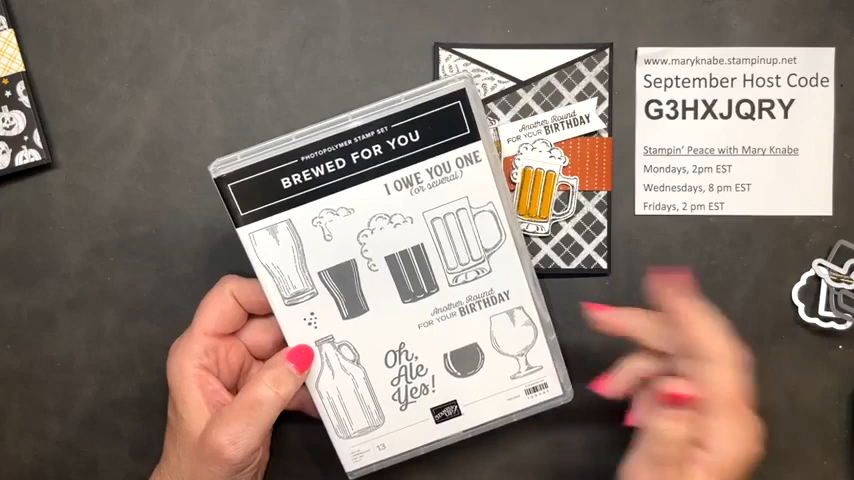 PHOTOPOLYMER STAMP SET
BREWED FOR YOU
I OWE YOU ONE
(or several)
Another Round
FOR YOUR BIRTHDAY
Oh,
Ale
Yes!
STAMPIN' UP!
13
Another Round
FOR YOUR BIRTHDAY
www.maryknabe.stampinup.net
September Host Code
G3HXJQRY
Stampin' Peace with Mary Knabe
Mondays, 2pm EST
Wednesdays, 8 pm EST
Fridays, 2 pm EST